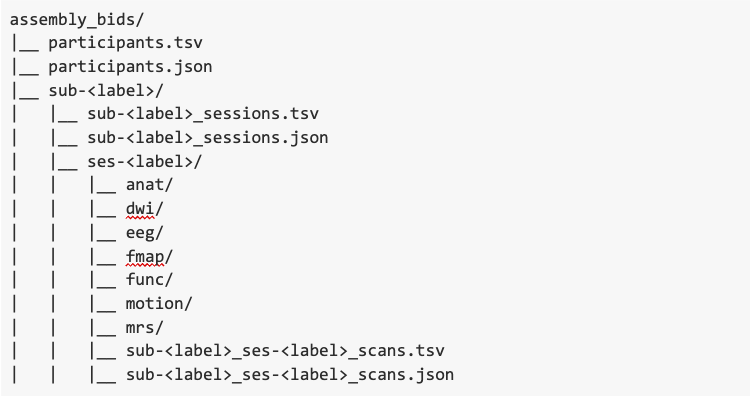 assembly_bids/
|__ participants.tsv
|__ participants.json
|__ sub-<label>/
|   |__ sub-<label>_sessions.tsv
|   |__ sub-<label>_sessions.json
|   |__ ses-<label>/
|   |   |__ anat/
|   |   |__ dwi/
|   |   |__ eeg/
|   |   |__ fmap/
|   |   |__ func/
|   |   |__ motion/
|   |   |__ mrs/
|   |   |__ sub-<label>_ses-<label>_scans.tsv
|   |   |__ sub-<label>_ses-<label>_scans.json